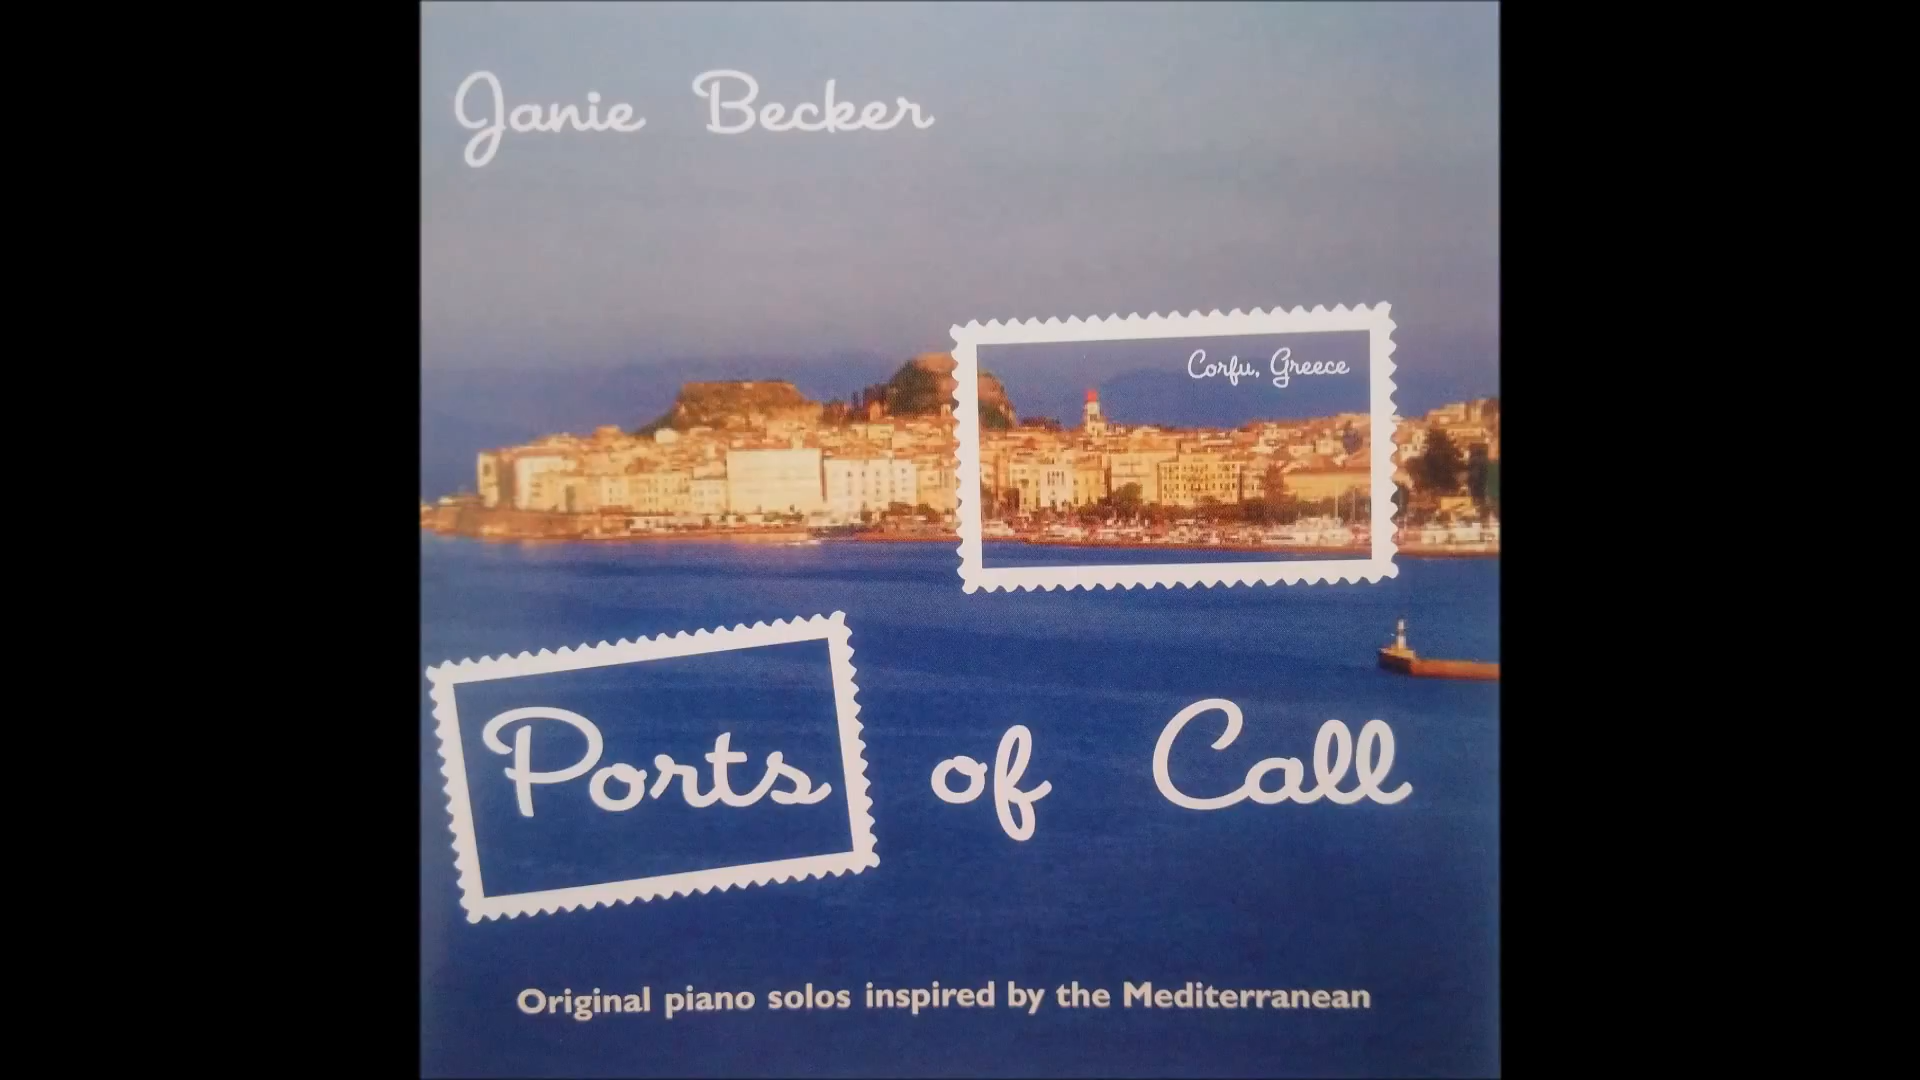 Janie Becker
Corfu, Greece
Ports of Call
Original piano solos inspired by the Mediterranean